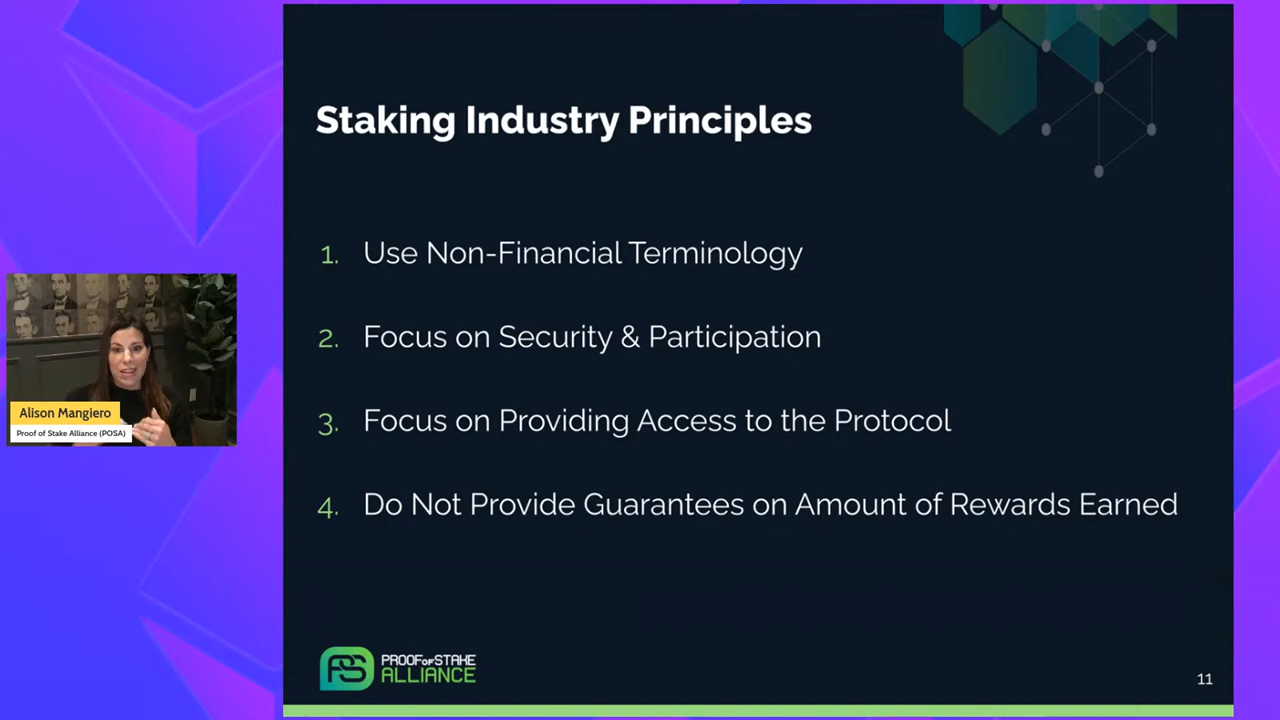 Staking Industry Principles
1. Use Non-Financial Terminology
2. Focus on Security & Participation
3. Focus on Providing Access to the Protocol
4. Do Not Provide Guarantees on Amount of Rewards Earned
Alison Mangiero
Proof of Stake Alliance (POSA)
PS
PROOF OF STAKE
ALLIANCE
11